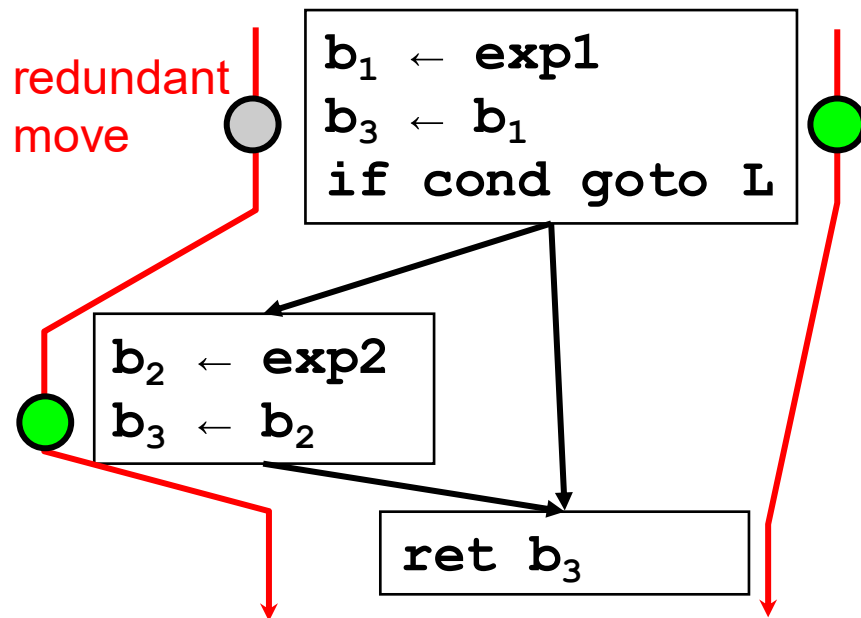 redundant
move
b₁ ← exp1
b₃ ← b₁
if cond goto L
b₂ ← exp2
b₃ ← b₂
ret b₃